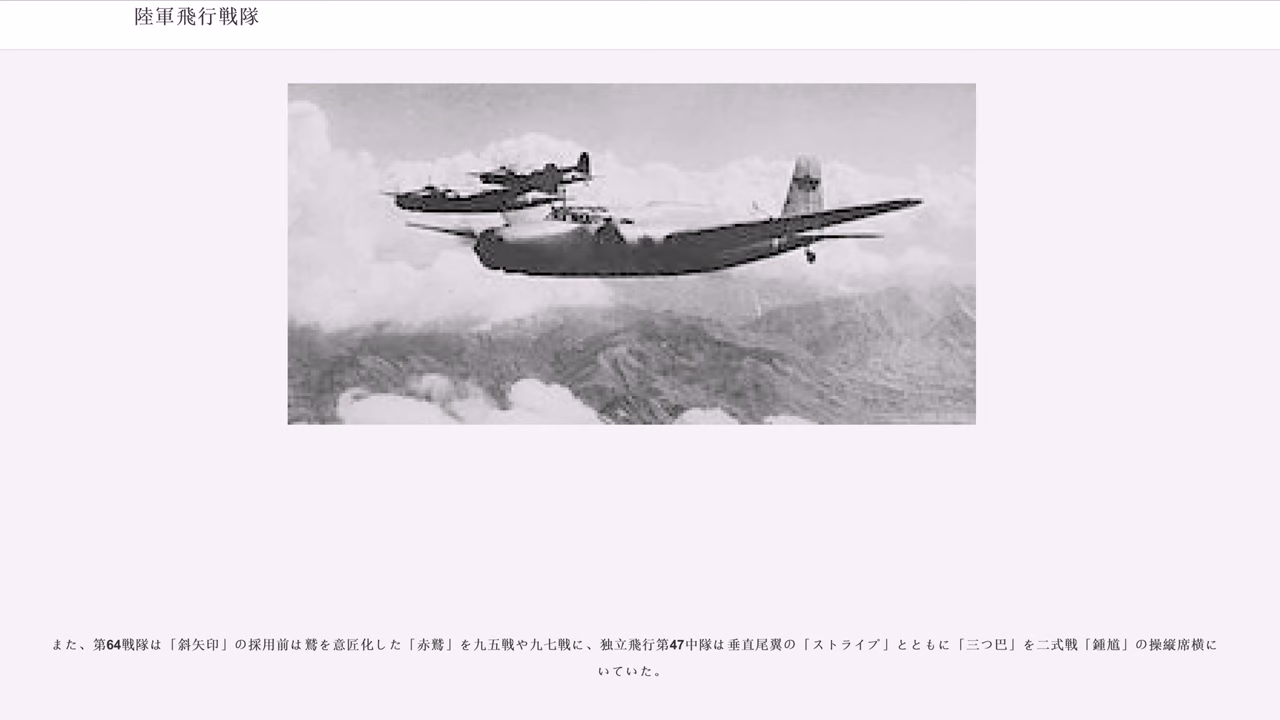 陸軍飛行戦隊
また、第64戦隊は「斜矢印」の採用前は鷲を意匠化した「赤鷲」を九五戦や九七戦に、独立飛行第47中隊は垂直尾翼の「ストライプ」とともに「三つ巴」を二式戦「鍾馗」の操縦席横に
いていた。